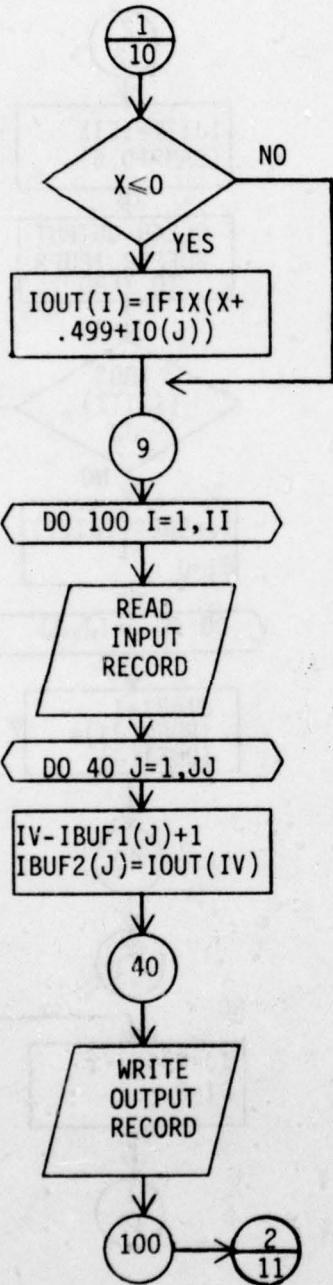 1
10
X≤0
NO
YES
IOUT(I)=IFIX(X+
.499+IO(J))
9
DO 100 I=1,II
READ
INPUT
RECORD
DO 40 J=1,JJ
IV-IBUF1(J)+1
IBUF2(J)=IOUT(IV)
40
WRITE
OUTPUT
RECORD
100
2
11